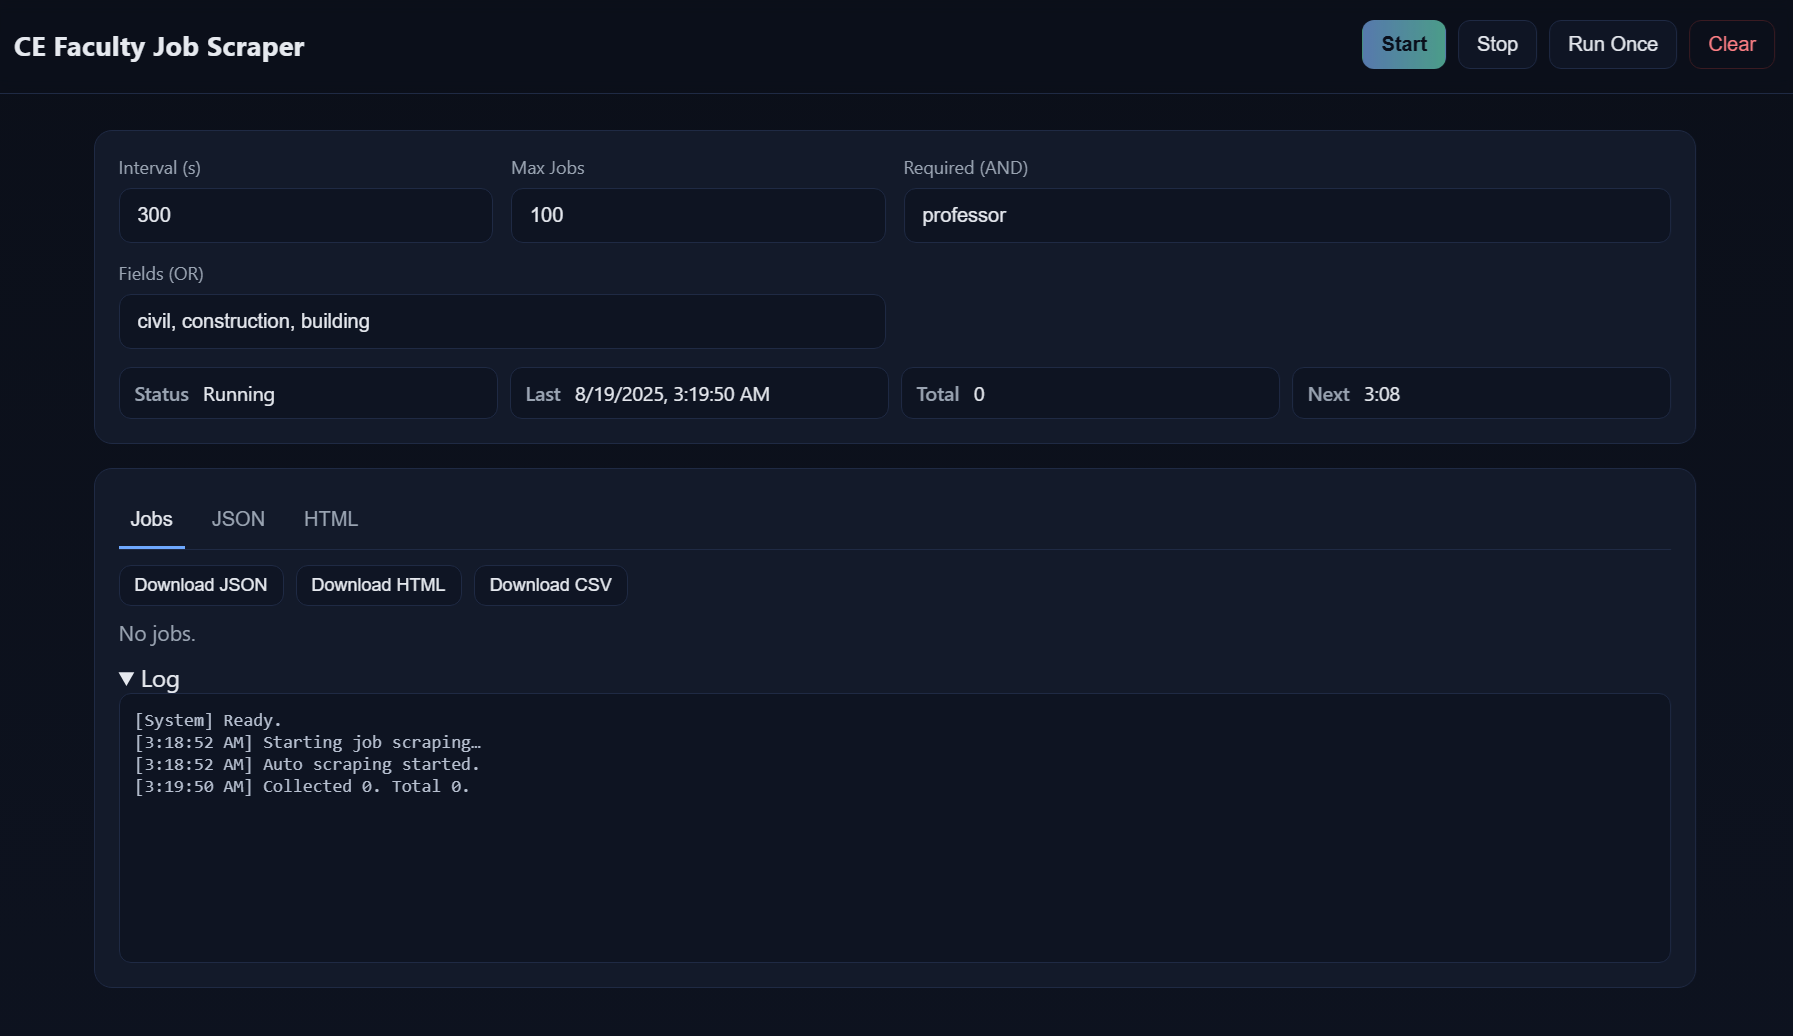 CE Faculty Job Scraper
Start
Stop
Run Once
Clear
Interval (s)
Max Jobs
Required (AND)
300
100
professor
Fields (OR)
civil, construction, building
Status Running
Last 8/19/2025, 3:19:50 AM
Total 0
Next 3:08
Jobs
JSON
HTML
Download JSON
Download HTML
Download CSV
No jobs.
▼ Log
[System] Ready.
[3:18:52 AM] Starting job scraping…
[3:18:52 AM] Auto scraping started.
[3:19:50 AM] Collected 0. Total 0.